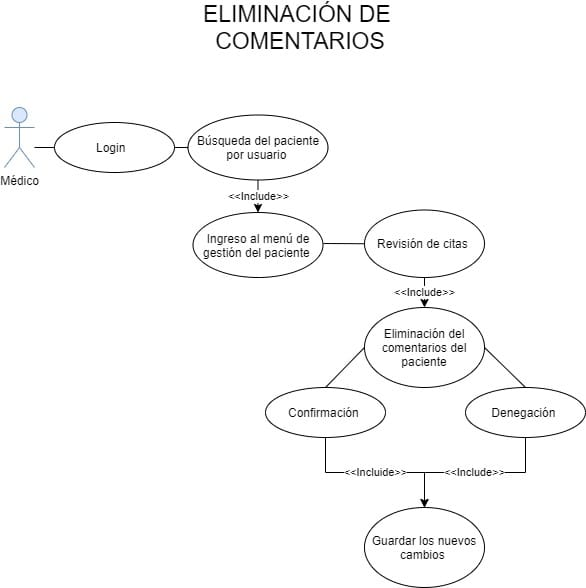 ELIMINACIÓN DE
COMENTARIOS
Médico
Login
Búsqueda del paciente
por usuario
<<Include>>
Ingreso al menú de
gestión del paciente
Revisión de citas
<<Include>>
Eliminación del
comentarios del
paciente
Confirmación
Denegación
<<Incluide>>
<<Include>>
Guardar los nuevos
cambios